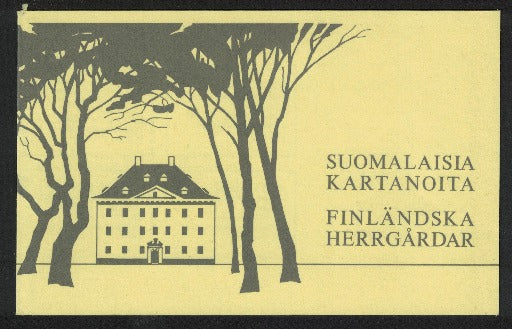 SUOMALAISIA
KARTANOITA
FINLÄNDSKA
HERRGÅRDAR